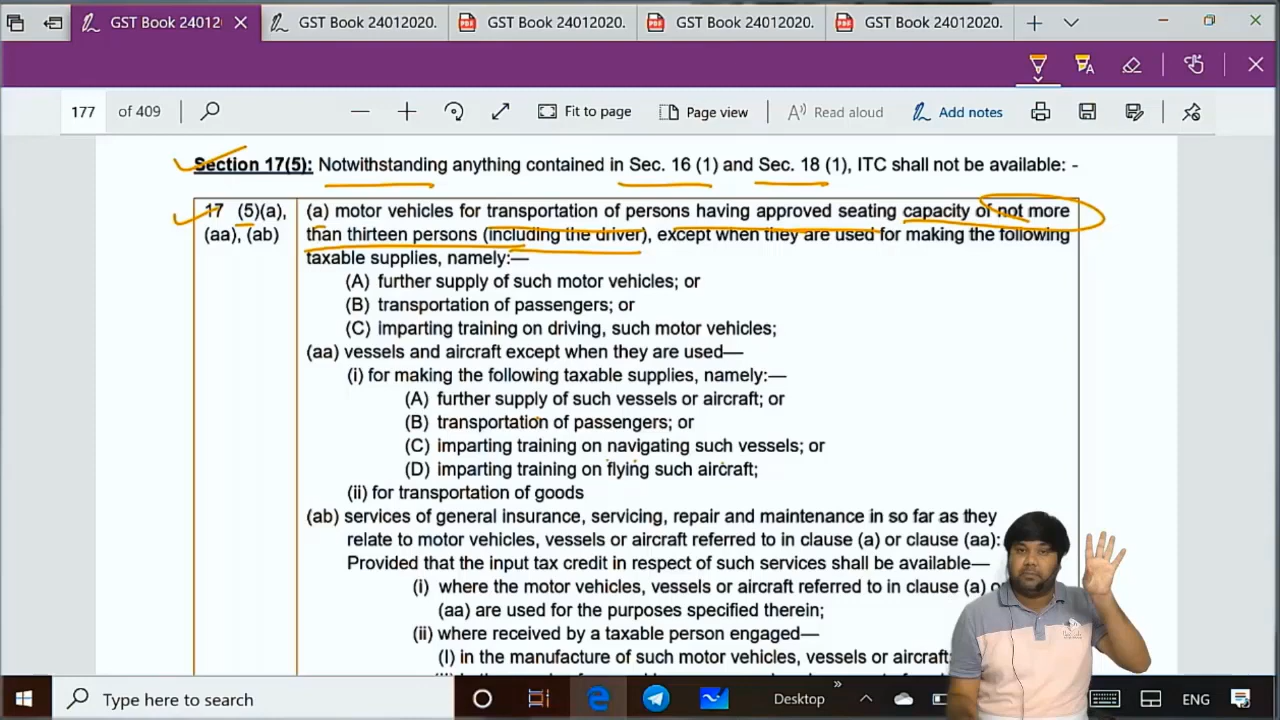 GST Book 24012
GST Book 24012020.
GST Book 24012020.
GST Book 24012020.
GST Book 24012020.
177 of 409
Fit to page
Page view
Read aloud
Add notes
Section 17(5): Notwithstanding anything contained in Sec. 16 (1) and Sec. 18 (1), ITC shall not be available: -
17 (5)(a),
(aa), (ab)
(a) motor vehicles for transportation of persons having approved seating capacity of not more
than thirteen persons (including the driver), except when they are used for making the following
taxable supplies, namely:—
(A) further supply of such motor vehicles; or
(B) transportation of passengers; or
(C) imparting training on driving, such motor vehicles;
(aa) vessels and aircraft except when they are used—
(i) for making the following taxable supplies, namely:—
(A) further supply of such vessels or aircraft; or
(B) transportation of passengers; or
(C) imparting training on navigating such vessels; or
(D) imparting training on flying such aircraft;
(ii) for transportation of goods
(ab) services of general insurance, servicing, repair and maintenance in so far as they
relate to motor vehicles, vessels or aircraft referred to in clause (a) or clause (aa):
Provided that the input tax credit in respect of such services shall be available—
(i) where the motor vehicles, vessels or aircraft referred to in clause (a) o
(aa) are used for the purposes specified therein;
(ii) where received by a taxable person engaged—
(I) in the manufacture of such motor vehicles, vessels or aircraft;
Type here to search
Desktop
ENG